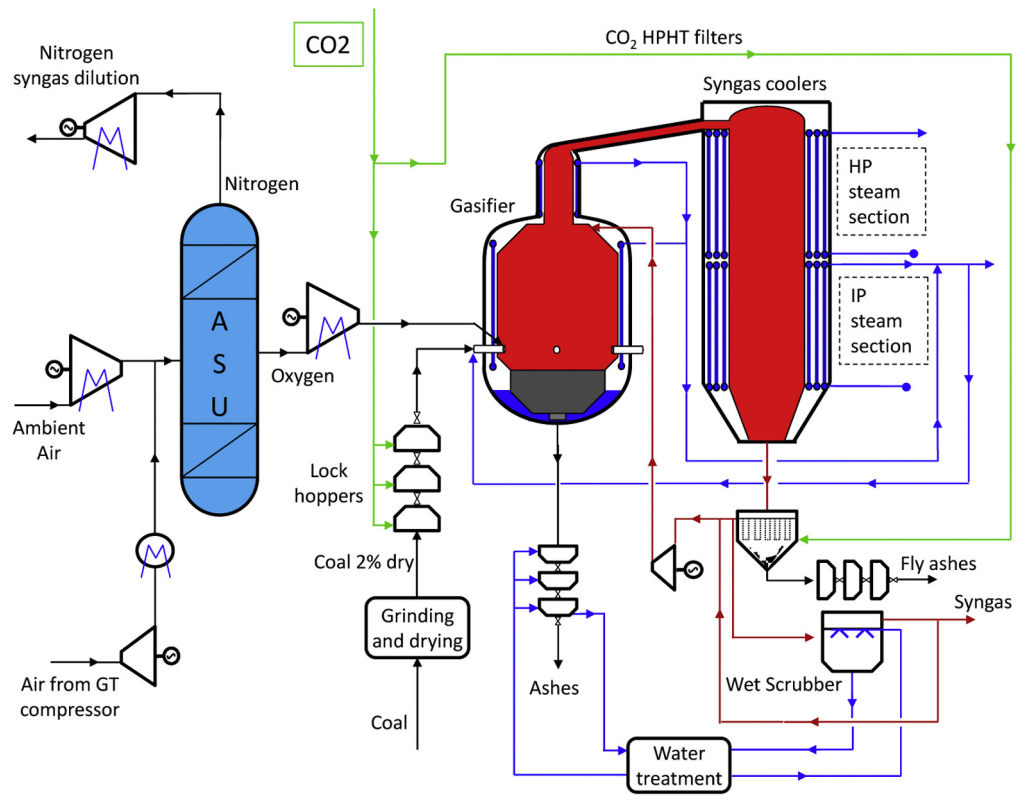 CO2
CO₂ HPHT filters
Nitrogen
syngas dilution
Syngas coolers
Nitrogen
HP
steam
section
Gasifier
A
S
U
IP
steam
section
Oxygen
Ambient
Air
Lock
hoppers
Coal 2% dry
Fly ashes
Grinding
and drying
Syngas
Air from GT
compressor
Ashes
Wet Scrubber
Coal
Water
treatment